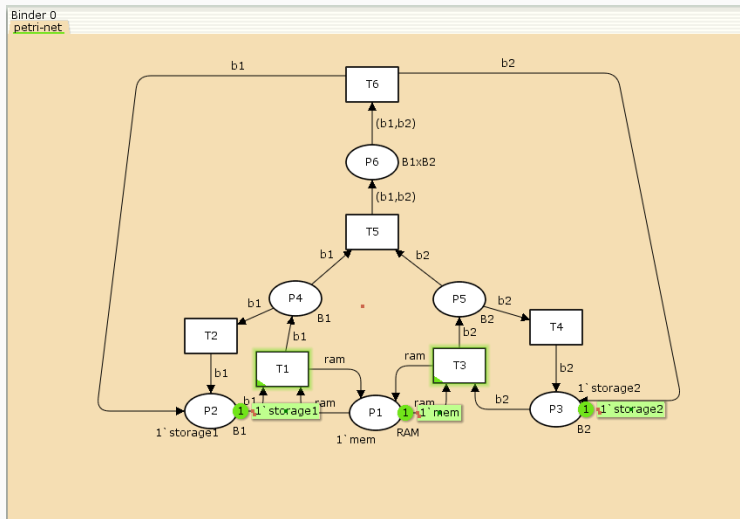 Binder 0
petri-net
b1
b2
T6
(b1,b2)
P6
B1xB2
(b1,b2)
T5
b1
b2
P4
B1
P5
B2
b1
b2
T2
T4
b1
b2
b1
b2
T1
T3
ram
ram
1`storage2
P2
1
b1
1`storage1
ram
P1
1
ram
1`mem
b2
P3
1
1`storage2
1`storage1
B1
1`mem
RAM
B2